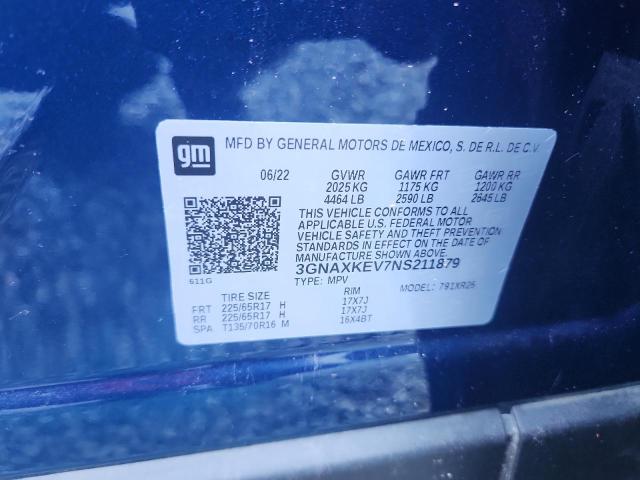 gm
MFD BY GENERAL MOTORS DE MEXICO, S. DE R.L. DE C.V.
06/22 GVWR GAWR FRT GAWR RR
2025 KG 1175 KG 1200 KG
4464 LB 2590 LB 2645 LB
THIS VEHICLE CONFORMS TO ALL
APPLICABLE U.S. FEDERAL MOTOR
VEHICLE SAFETY AND THEFT PREVENTION
STANDARDS IN EFFECT ON THE DATE OF
MANUFACTURE SHOWN ABOVE.
3GNAXKEV7NS211879
611G TYPE: MPV 791XR26
TIRE SIZE RIM
FRT 225/65R17 H 17X7J
RR 225/65R17 H 17X7J
SPA T135/70R16 M 16X4BT